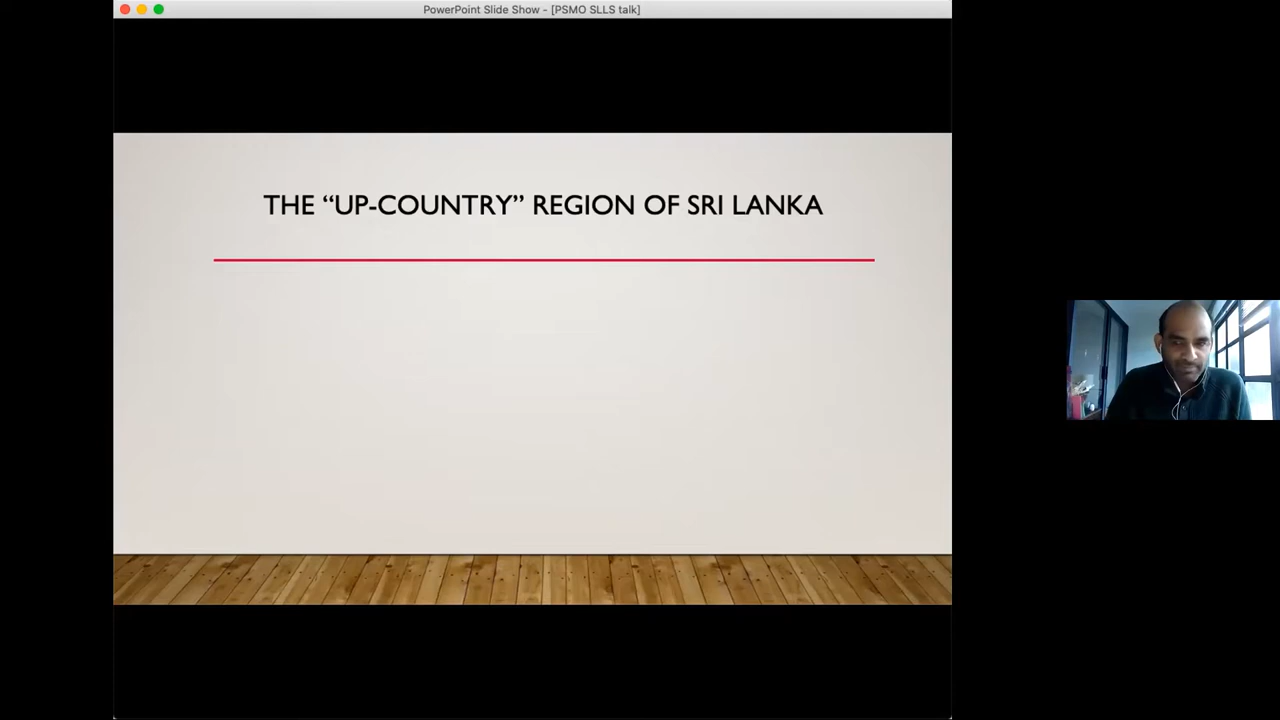 PowerPoint Slide Show - [PSMO SLLS talk]
THE “UP-COUNTRY” REGION OF SRI LANKA